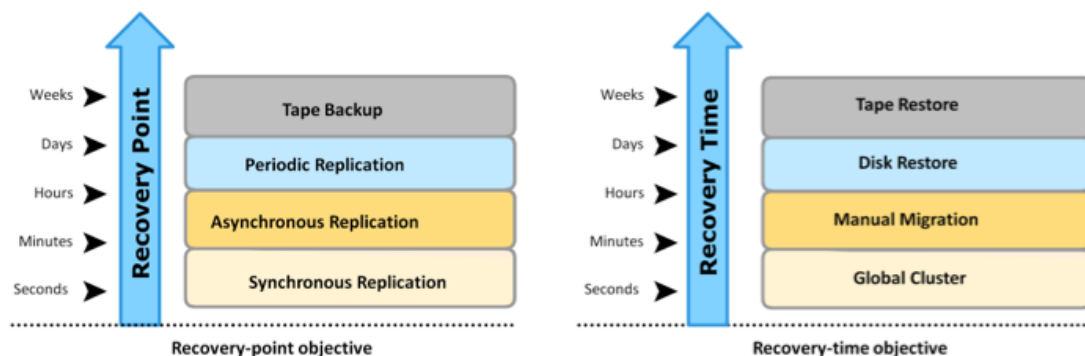 Weeks
Days
Hours
Minutes
Seconds
Recovery Point
Tape Backup
Periodic Replication
Asynchronous Replication
Synchronous Replication
Recovery-point objective
Weeks
Days
Hours
Minutes
Seconds
Recovery Time
Tape Restore
Disk Restore
Manual Migration
Global Cluster
Recovery-time objective